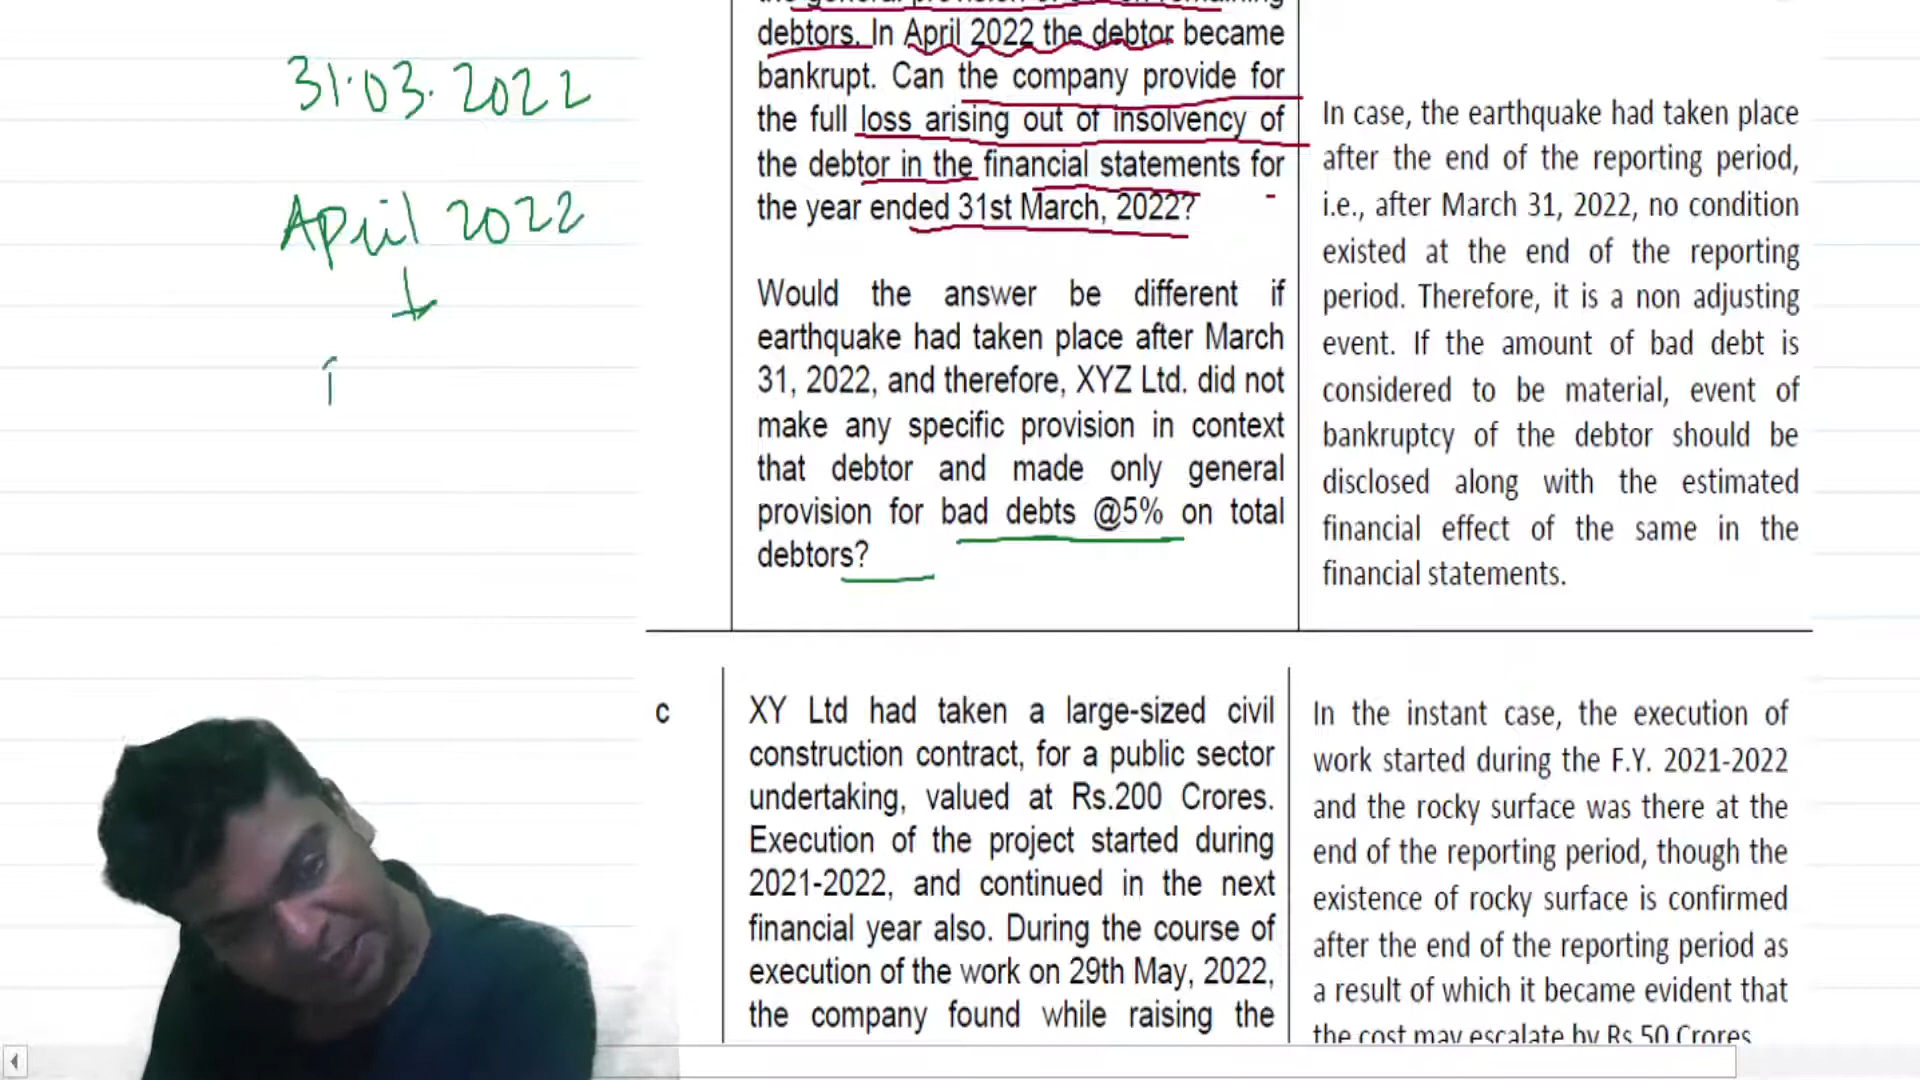 31.03.2022
April 2022
debtors. In April 2022 the debtor became
bankrupt. Can the company provide for
the full loss arising out of insolvency of
the debtor in the financial statements for
the year ended 31st March, 2022?
Would the answer be different if
earthquake had taken place after March
31, 2022, and therefore, XYZ Ltd. did not
make any specific provision in context
that debtor and made only general
provision for bad debts @5% on total
debtors?
In case, the earthquake had taken place
after the end of the reporting period,
i.e., after March 31, 2022, no condition
existed at the end of the reporting
period. Therefore, it is a non adjusting
event. If the amount of bad debt is
considered to be material, event of
bankruptcy of the debtor should be
disclosed along with the estimated
financial effect of the same in the
financial statements.
c
XY Ltd had taken a large-sized civil
construction contract, for a public sector
undertaking, valued at Rs.200 Crores.
Execution of the project started during
2021-2022, and continued in the next
financial year also. During the course of
execution of the work on 29th May, 2022,
the company found while raising the
In the instant case, the execution of
work started during the F.Y. 2021-2022
and the rocky surface was there at the
end of the reporting period, though the
existence of rocky surface is confirmed
after the end of the reporting period as
a result of which it became evident that
the cost may escalate by Rs 50 Crores